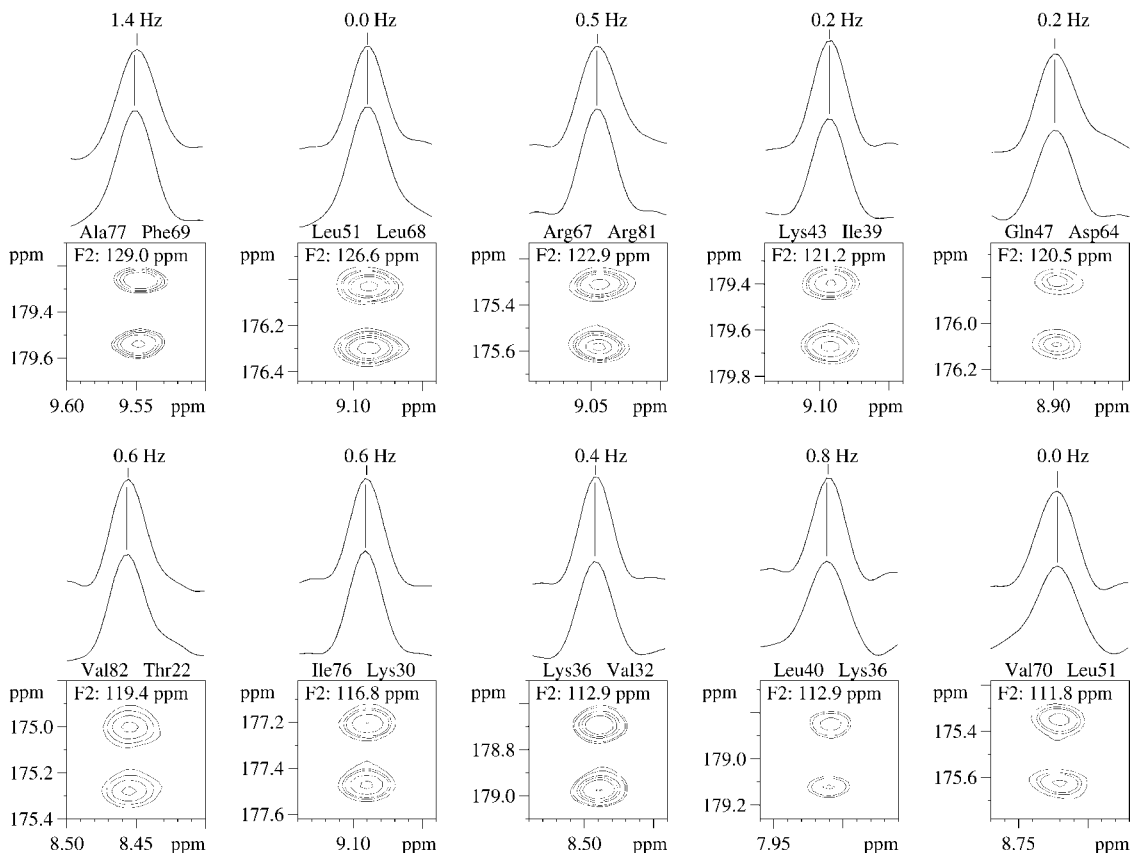 1.4 Hz 0.0 Hz 0.5 Hz 0.2 Hz 0.2 Hz
Ala77 Phe69 Leu51 Leu68 Arg67 Arg81 Lys43 Ile39 Gln47 Asp64
ppm F2: 129.0 ppm ppm F2: 126.6 ppm ppm F2: 122.9 ppm ppm F2: 121.2 ppm ppm F2: 120.5 ppm
179.4 176.2 175.4 179.4 176.0
179.6 176.4 175.6 179.6 176.2
179.8
9.60 9.55 ppm 9.10 ppm 9.05 ppm 9.10 ppm 8.90 ppm
0.6 Hz 0.6 Hz 0.4 Hz 0.8 Hz 0.0 Hz
Val82 Thr22 Ile76 Lys30 Lys36 Val32 Leu40 Lys36 Val70 Leu51
ppm F2: 119.4 ppm ppm F2: 116.8 ppm ppm F2: 112.9 ppm ppm F2: 112.9 ppm ppm F2: 111.8 ppm
175.0 177.2 178.8 179.0 175.4
175.2 177.4 179.0 179.2 175.6
175.4 177.6
8.50 8.45 ppm 9.10 ppm 8.50 ppm 7.95 ppm 8.75 ppm